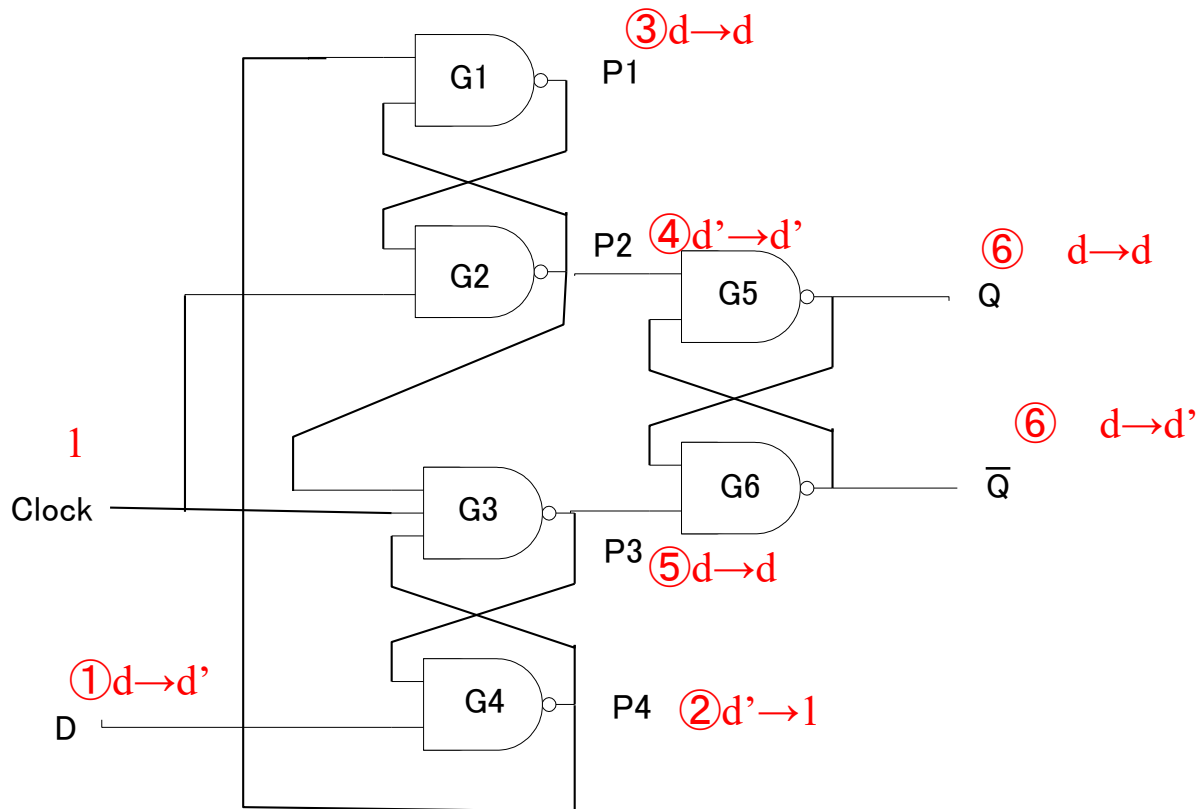 ③d→d
G1
P1
P2
④d'→d'
⑥ d→d
G2
G5
Q
1
⑥ d→d'
Clock
G3
G6
Q̅
P3
⑤d→d
①d→d'
D
G4
P4
②d'→1